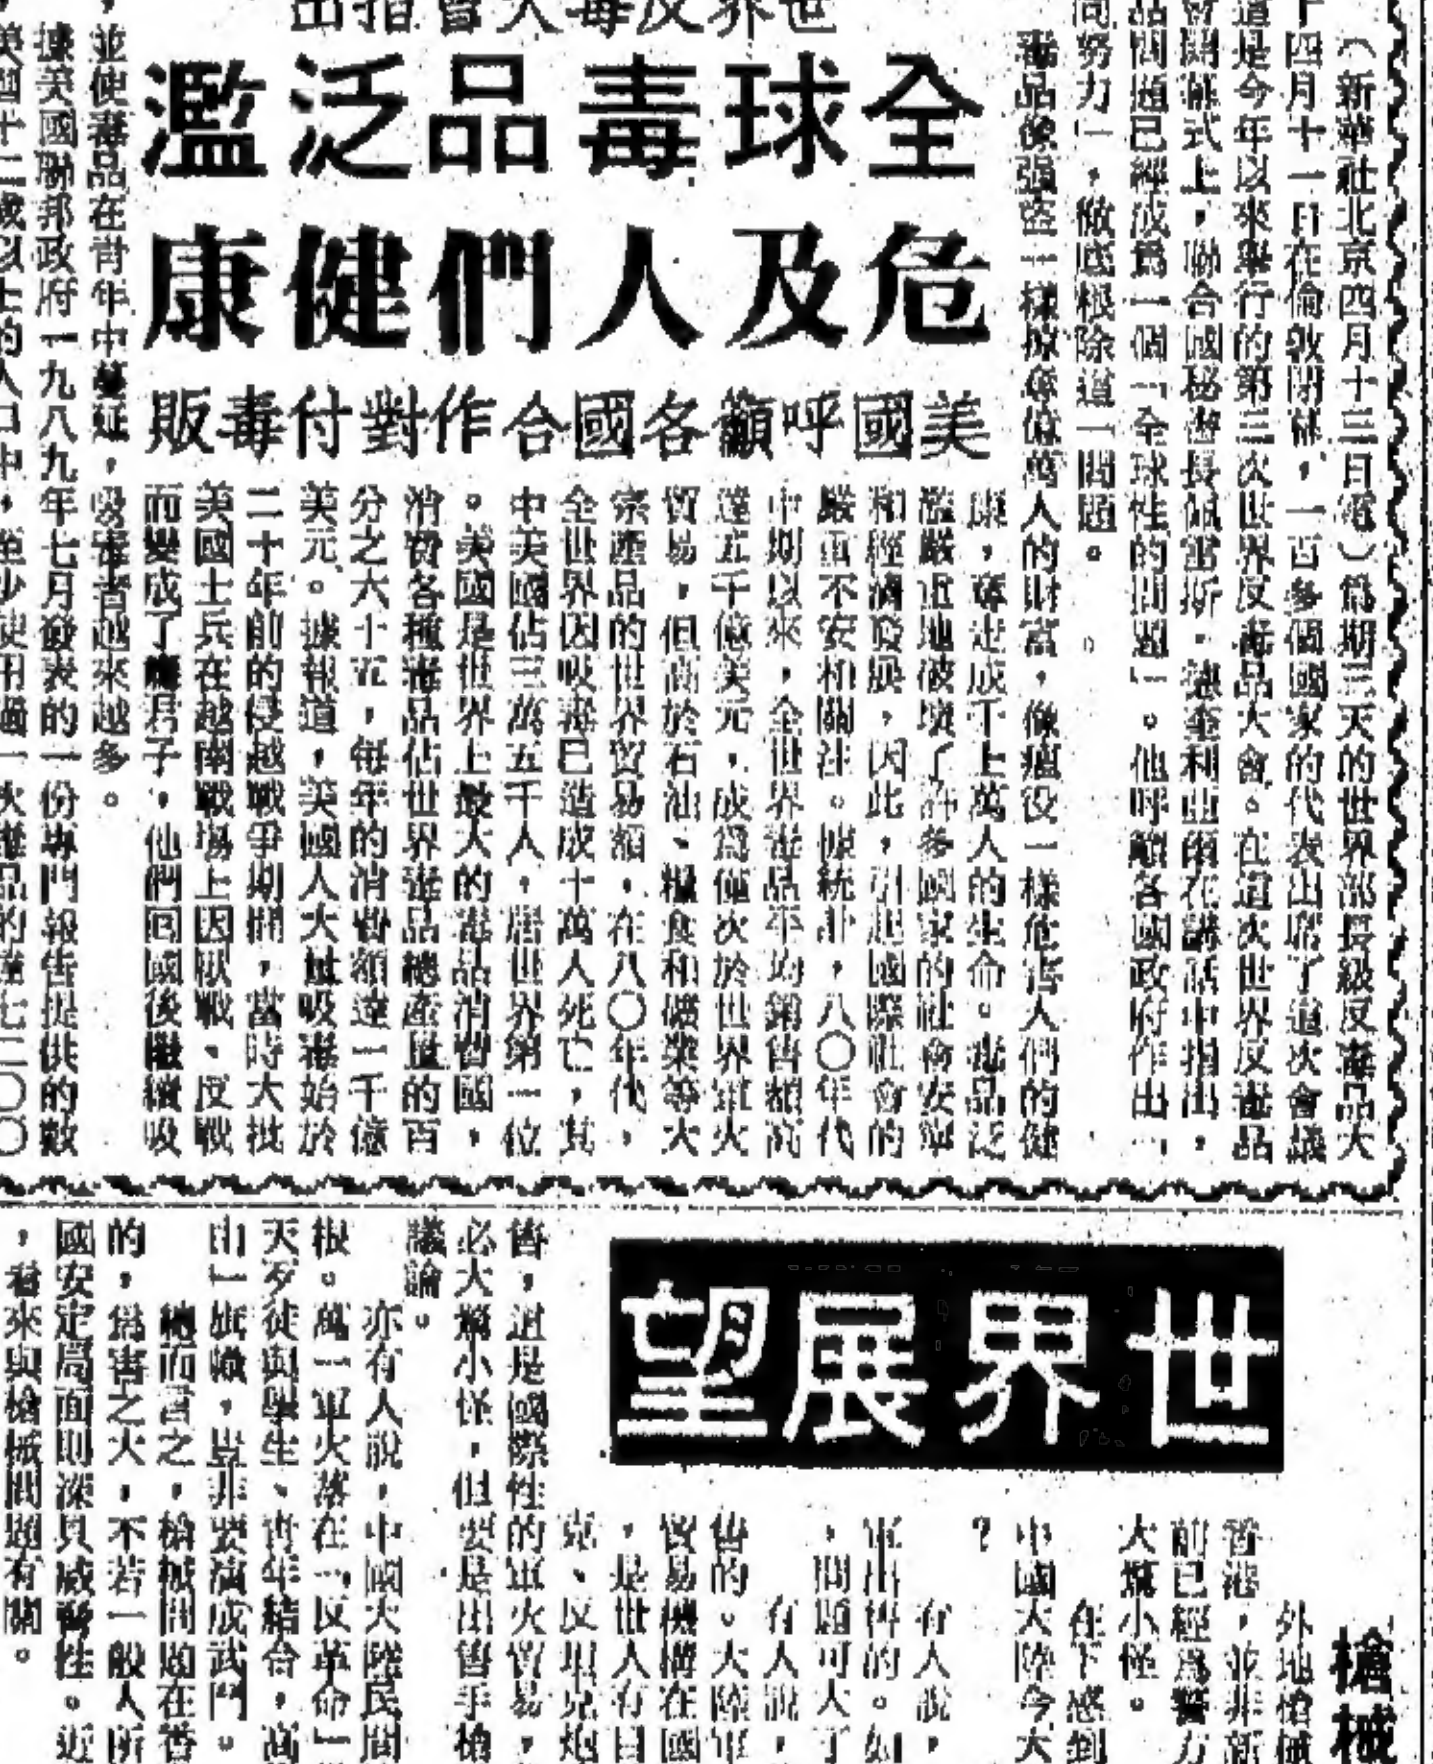 世界反毒大會指出
全球毒品泛濫
危及人們健康
美國呼籲各國合作對付毒販
（新華社北京四月十三日電）爲期三天的世界部長級反毒品大
四月十一日在倫敦閉幕，一百多個國家的代表出席了這次會議
這是今年以來舉行的第三次世界反毒品大會。在這次世界反毒品
會開幕式上，聯合國秘書長佩雷斯·德奎利亞爾在講話中指出，
品問題已經成爲一個「全球性的問題」。他呼籲各國政府作出「
同努力」，徹底根除這一問題。
毒品像強盜一樣掠奪億萬人的財富，像瘟役一樣危害人們的健
康，奪走成千上萬人的生命。毒品泛
濫嚴重地破壞了許多國家的社會安寧
和經濟發展，因此，引起國際社會的
嚴重不安和關注。據統計，八〇年代
中期以來，全世界毒品年均銷售額高
達五千億美元，成爲僅次於世界軍火
貿易，但高於石油、糧食和礦業等大
宗產品的世界貿易額。在八〇年代，
全世界因吸毒已造成十萬人死亡，其
中美國佔三萬五千人，居世界第一位
。美國是世界上最大的毒品消費國，
消費各種毒品佔世界毒品總產量的百
分之六十五，每年的消費額達一千億
美元。據報道，美國人大量吸毒始於
二十年前的侵越戰爭期間，當時大批
美國士兵在越南戰場上因厭戰、反戰
而變成了癮君子，他們回國後繼續吸
，並使毒品在青年中蔓延，吸毒者越來越多。
據美國聯邦政府一九八九年七月發表的一份專門報告提供的數
美國十二歲以上的人口中，至少使用過一次毒品的達七二〇〇
世界展望
槍械
外地槍械
香港，並非新
前已經爲警方
大驚小怪。
在下感到
中國大陸今大
？
有人說，
軍出售的。如
，問題可大了
有人說，
售的。大陸軍
貿易機構在國
，是世人有目
克、反坦克炮
售，這是國際性的軍火貿易，
必大驚小怪，但要是出售手槍
議論。
亦有人說，中國大陸民間
根。萬一軍火落在「反革命」
天歹徒與學生、青年結合，高
由」旗幟，豈非要演成武鬥。
總而言之，槍械問題在香
的，爲害之大，不若一般人所
國安定局面則深具威脅性。近
，看來與槍械問題有關。